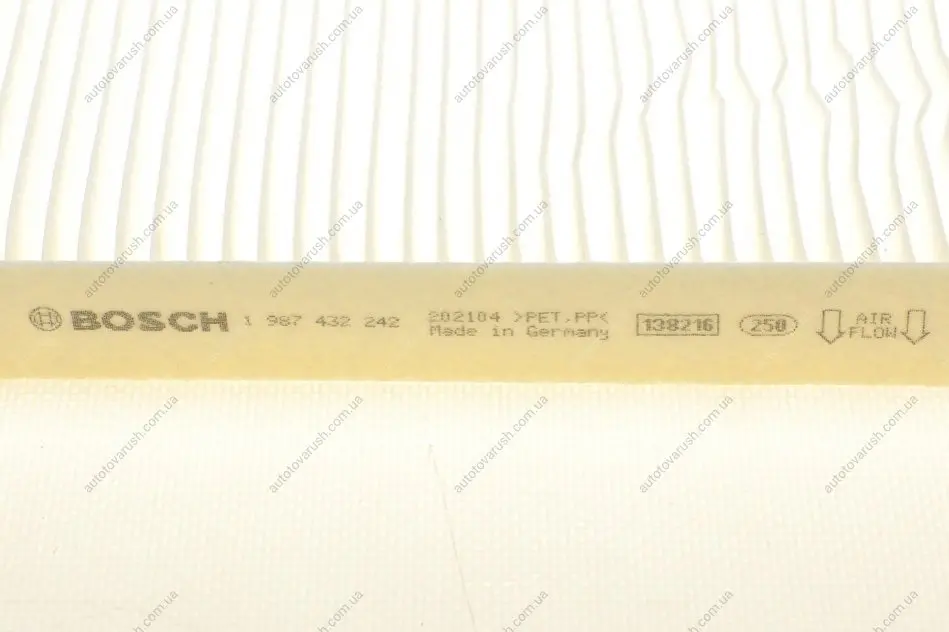 BOSCH 1 987 432 242
202104 >PET.PP<
Made in Germany
138216
250
AIR
FLOW
autotovarush.com.ua